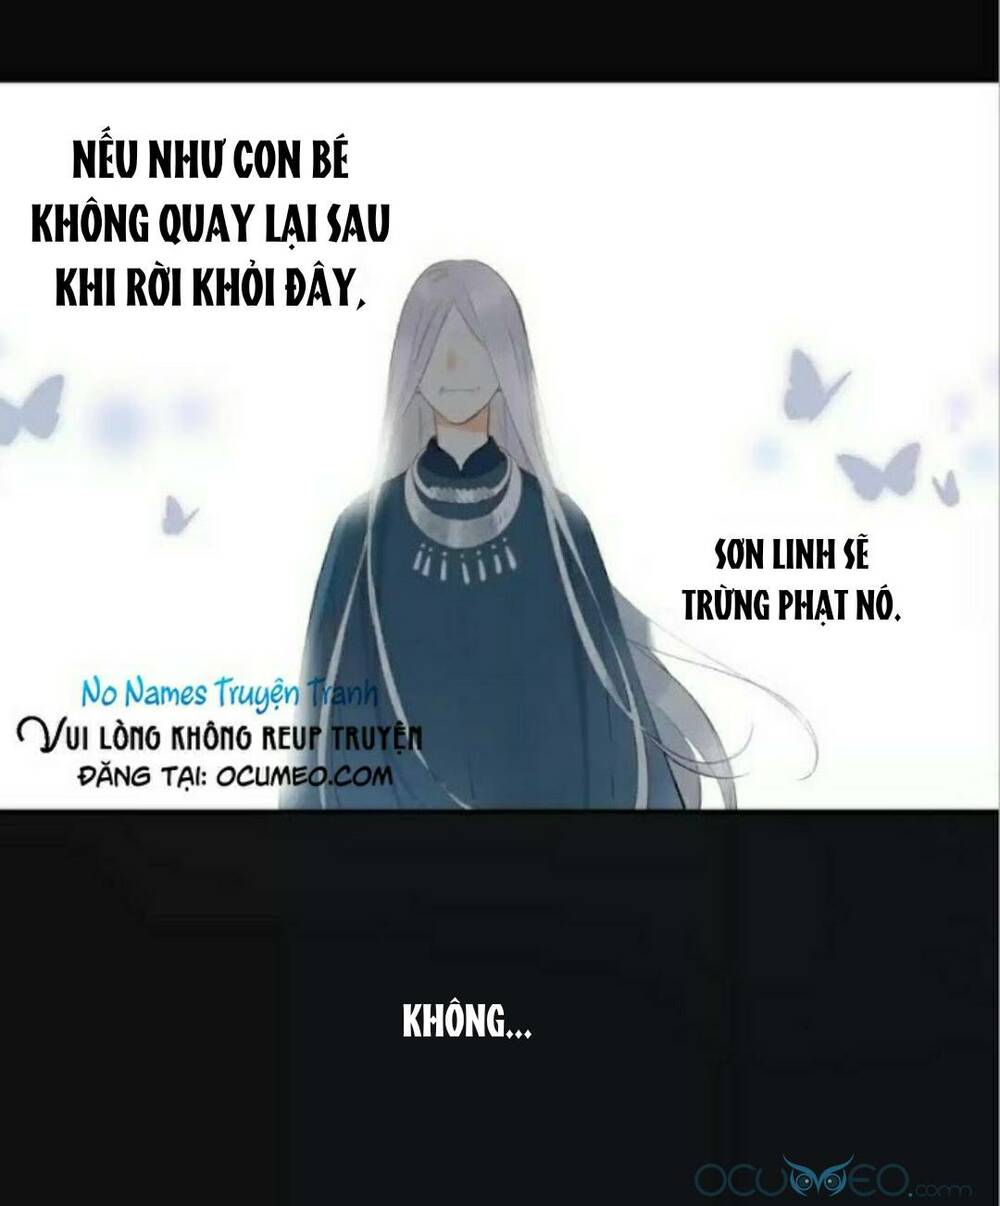 NẾU NHƯ CON BÉ
KHÔNG QUAY LẠI SAU
KHI RỜI KHỎI ĐÂY,
SƠN LINH SẼ
TRỪNG PHẠT NÓ.
No Names Truyện Tranh
VUI LÒNG KHÔNG REUP TRUYỆN
ĐĂNG TẠI: OCUMEO.COM
KHÔNG...
OCUMEO.com